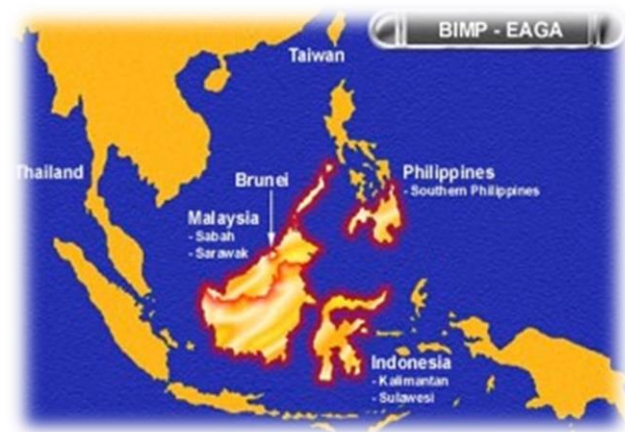 BIMP - EAGA
Taiwan
Thailand
Brunei
Philippines
- Southern Philippines
Malaysia
- Sabah
- Sarawak
Indonesia
- Kalimantan
- Sulawesi